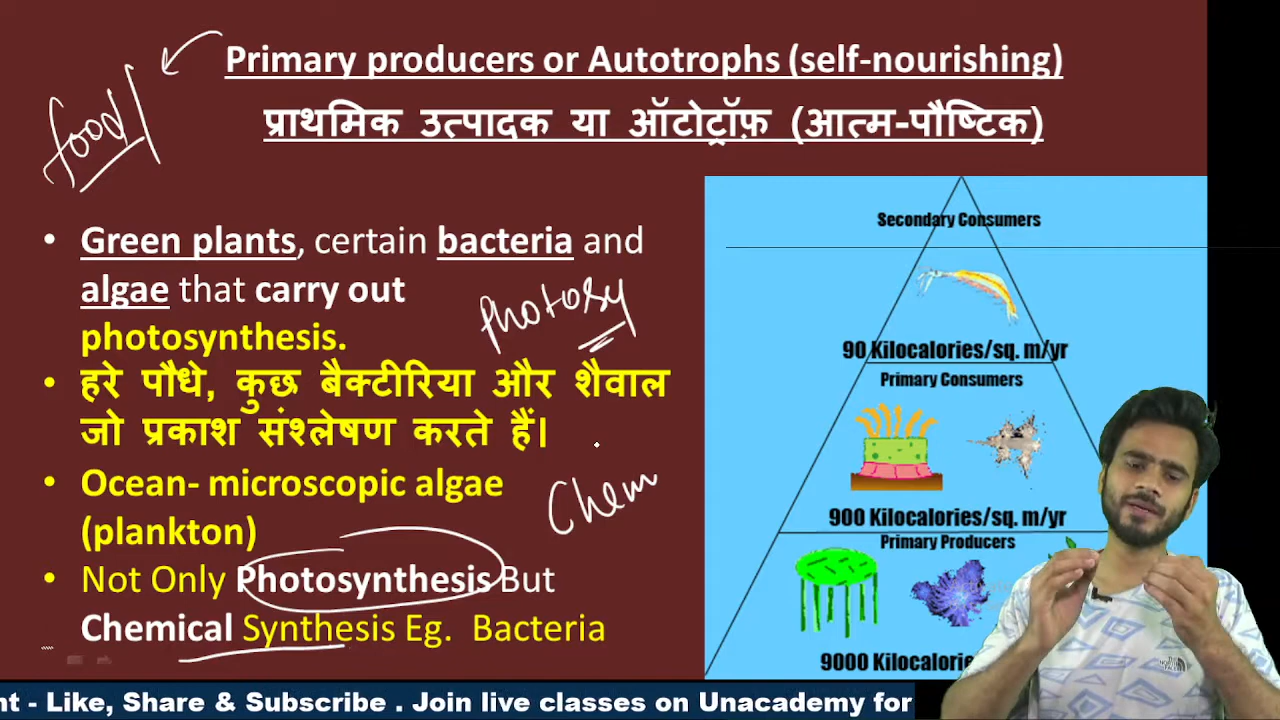 Primary producers or Autotrophs (self-nourishing)
प्राथमिक उत्पादक या ऑटोट्रॉफ़ (आत्म-पौष्टिक)
food
• Green plants, certain bacteria and
algae that carry out
photosynthesis.
Photosy
• हरे पौधे, कुछ बैक्टीरिया और शैवाल
जो प्रकाश संश्लेषण करते हैं।
• Ocean- microscopic algae
(plankton)
Chem
• Not Only Photosynthesis But
Chemical Synthesis Eg. Bacteria
Secondary Consumers
90 Kilocalories/sq. m/yr
Primary Consumers
900 Kilocalories/sq. m/yr
Primary Producers
9000 Kilocalorie
nt - Like, Share & Subscribe . Join live classes on Unacademy for